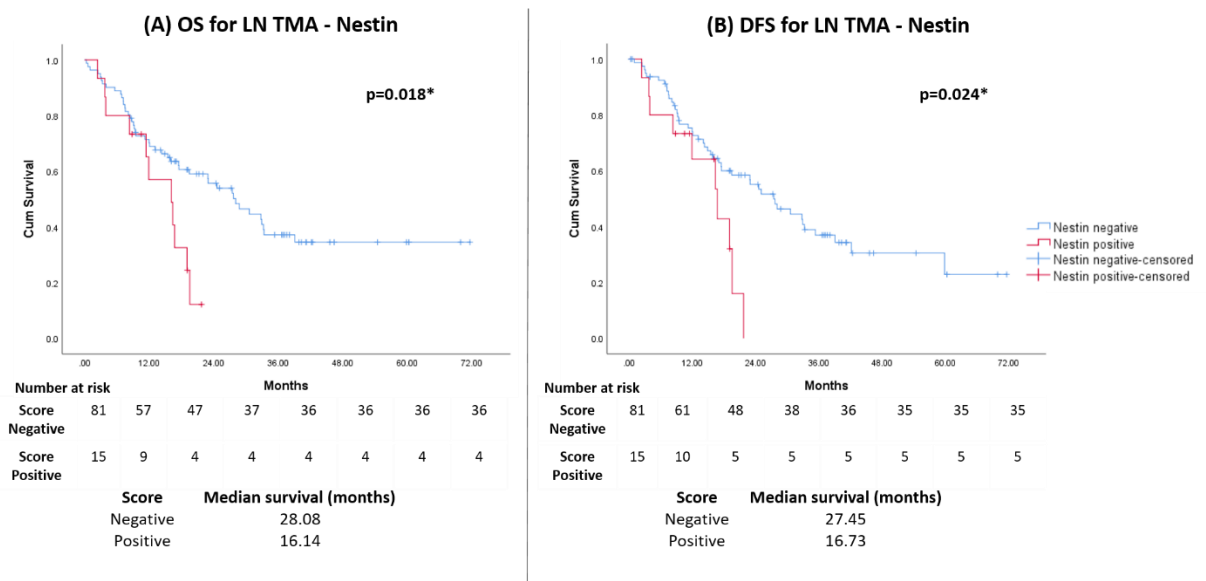 (A) OS for LN TMA - Nestin
p=0.018*
Cum Survival
1.0
0.8
0.6
0.4
0.2
0.0
.00 12.00 24.00 36.00 48.00 60.00 72.00
Months
Number at risk
Score Negative 81 57 47 37 36 36 36 36
Score Positive 15 9 4 4 4 4 4 4
Score Median survival (months)
Negative 28.08
Positive 16.14
(B) DFS for LN TMA - Nestin
p=0.024*
Cum Survival
1.0
0.8
0.6
0.4
0.2
0.0
.00 12.00 24.00 36.00 48.00 60.00 72.00
Months
Nestin negative
Nestin positive
Nestin negative-censored
Nestin positive-censored
Number at risk
Score Negative 81 61 48 38 36 35 35 35
Score Positive 15 10 5 5 5 5 5 5
Score Median survival (months)
Negative 27.45
Positive 16.73